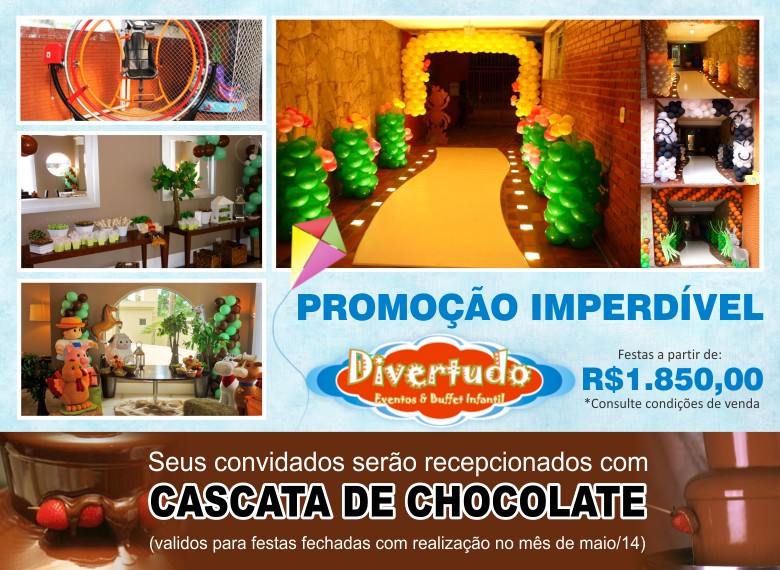 PROMOÇÃO IMPERDÍVEL
Divertudo
Eventos & Buffet Infantil
Festas a partir de:
R$1.850,00
*Consulte condições de venda
Seus convidados serão recepcionados com
CASCATA DE CHOCOLATE
(validos para festas fechadas com realização no mês de maio/14)